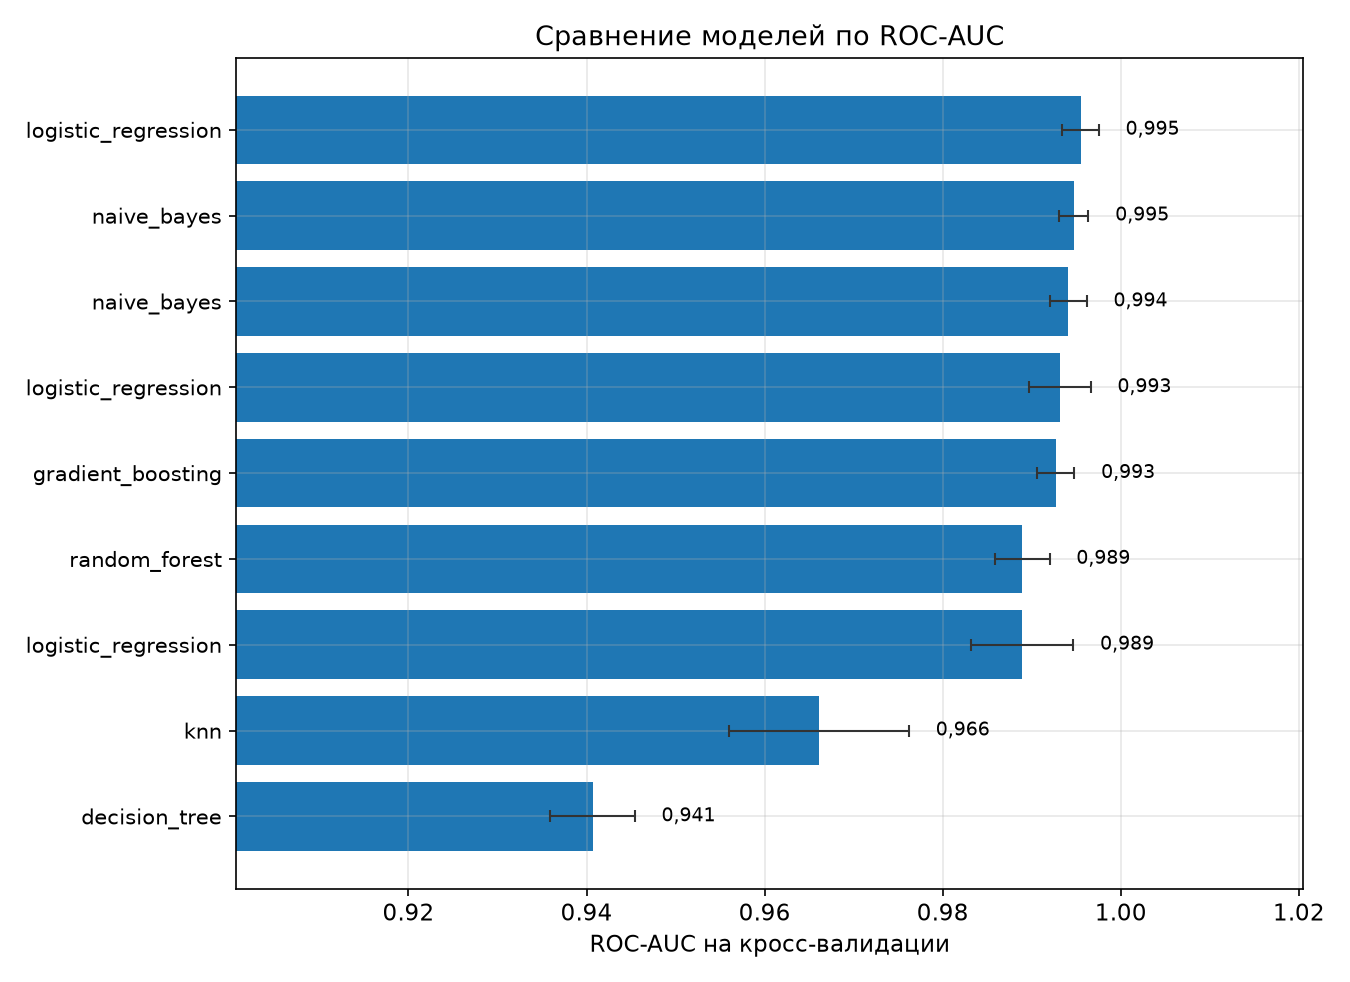 Сравнение моделей по ROC-AUC
logistic_regression 0,995
naive_bayes 0,995
naive_bayes 0,994
logistic_regression 0,993
gradient_boosting 0,993
random_forest 0,989
logistic_regression 0,989
knn 0,966
decision_tree 0,941
0.92 0.94 0.96 0.98 1.00 1.02
ROC-AUC на кросс-валидации